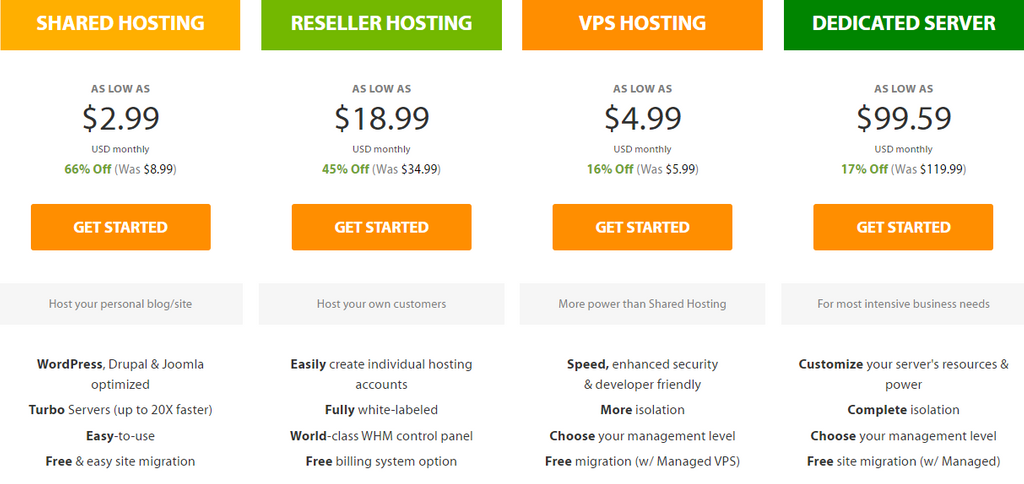 SHARED HOSTING
AS LOW AS
$2.99
USD monthly
66% Off (Was $8.99)
GET STARTED
Host your personal blog/site
WordPress, Drupal & Joomla
optimized
Turbo Servers (up to 20X faster)
Easy-to-use
Free & easy site migration
RESELLER HOSTING
AS LOW AS
$18.99
USD monthly
45% Off (Was $34.99)
GET STARTED
Host your own customers
Easily create individual hosting
accounts
Fully white-labeled
World-class WHM control panel
Free billing system option
VPS HOSTING
AS LOW AS
$4.99
USD monthly
16% Off (Was $5.99)
GET STARTED
More power than Shared Hosting
Speed, enhanced security
& developer friendly
More isolation
Choose your management level
Free migration (w/ Managed VPS)
DEDICATED SERVER
AS LOW AS
$99.59
USD monthly
17% Off (Was $119.99)
GET STARTED
For most intensive business needs
Customize your server's resources &
power
Complete isolation
Choose your management level
Free site migration (w/ Managed)